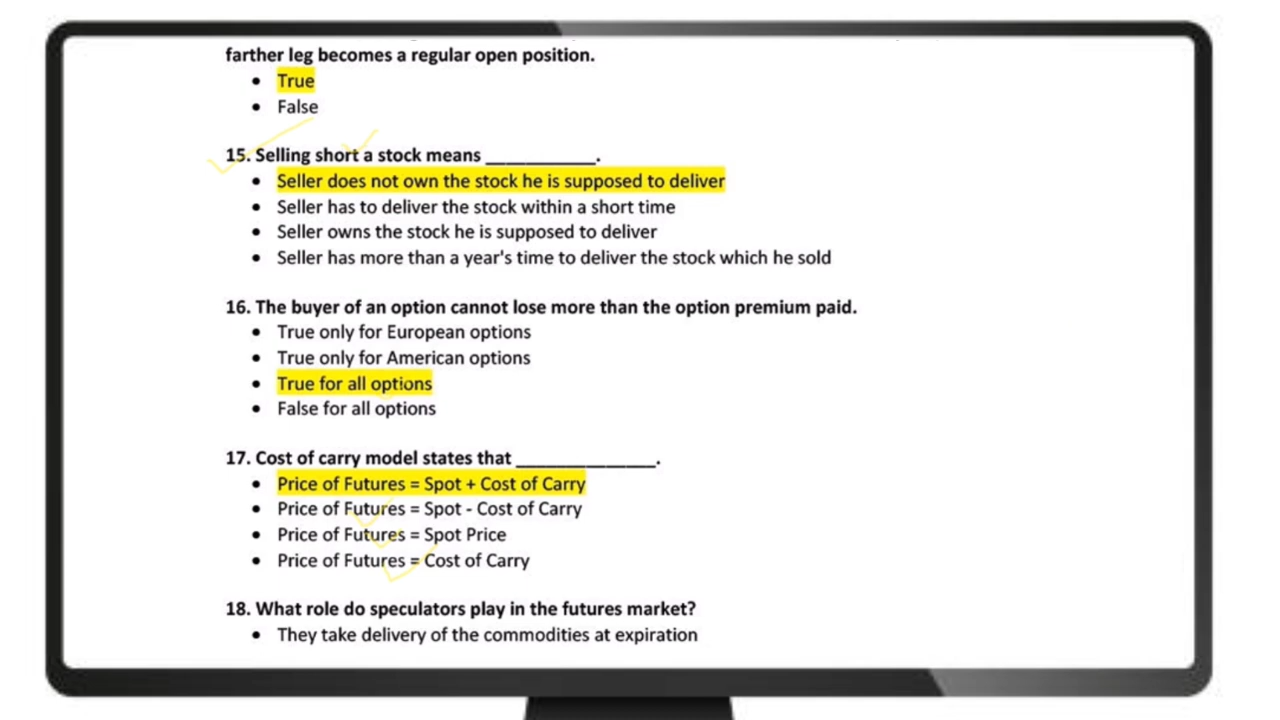 farther leg becomes a regular open position.
• True
• False
15. Selling short a stock means ___________.
• Seller does not own the stock he is supposed to deliver
• Seller has to deliver the stock within a short time
• Seller owns the stock he is supposed to deliver
• Seller has more than a year's time to deliver the stock which he sold
16. The buyer of an option cannot lose more than the option premium paid.
• True only for European options
• True only for American options
• True for all options
• False for all options
17. Cost of carry model states that ______________.
• Price of Futures = Spot + Cost of Carry
• Price of Futures = Spot - Cost of Carry
• Price of Futures = Spot Price
• Price of Futures = Cost of Carry
18. What role do speculators play in the futures market?
• They take delivery of the commodities at expiration